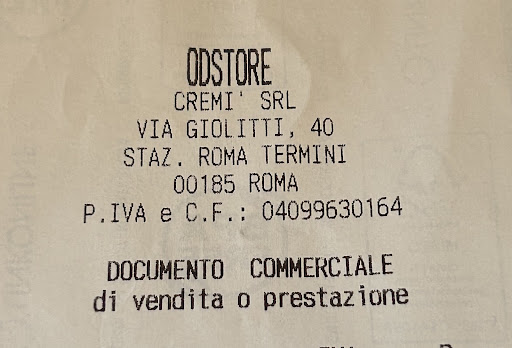 ODSTORE
CREMI' SRL
VIA GIOLITTI, 40
STAZ. ROMA TERMINI
00185 ROMA
P.IVA e C.F.: 04099630164
DOCUMENTO COMMERCIALE
di vendita o prestazione